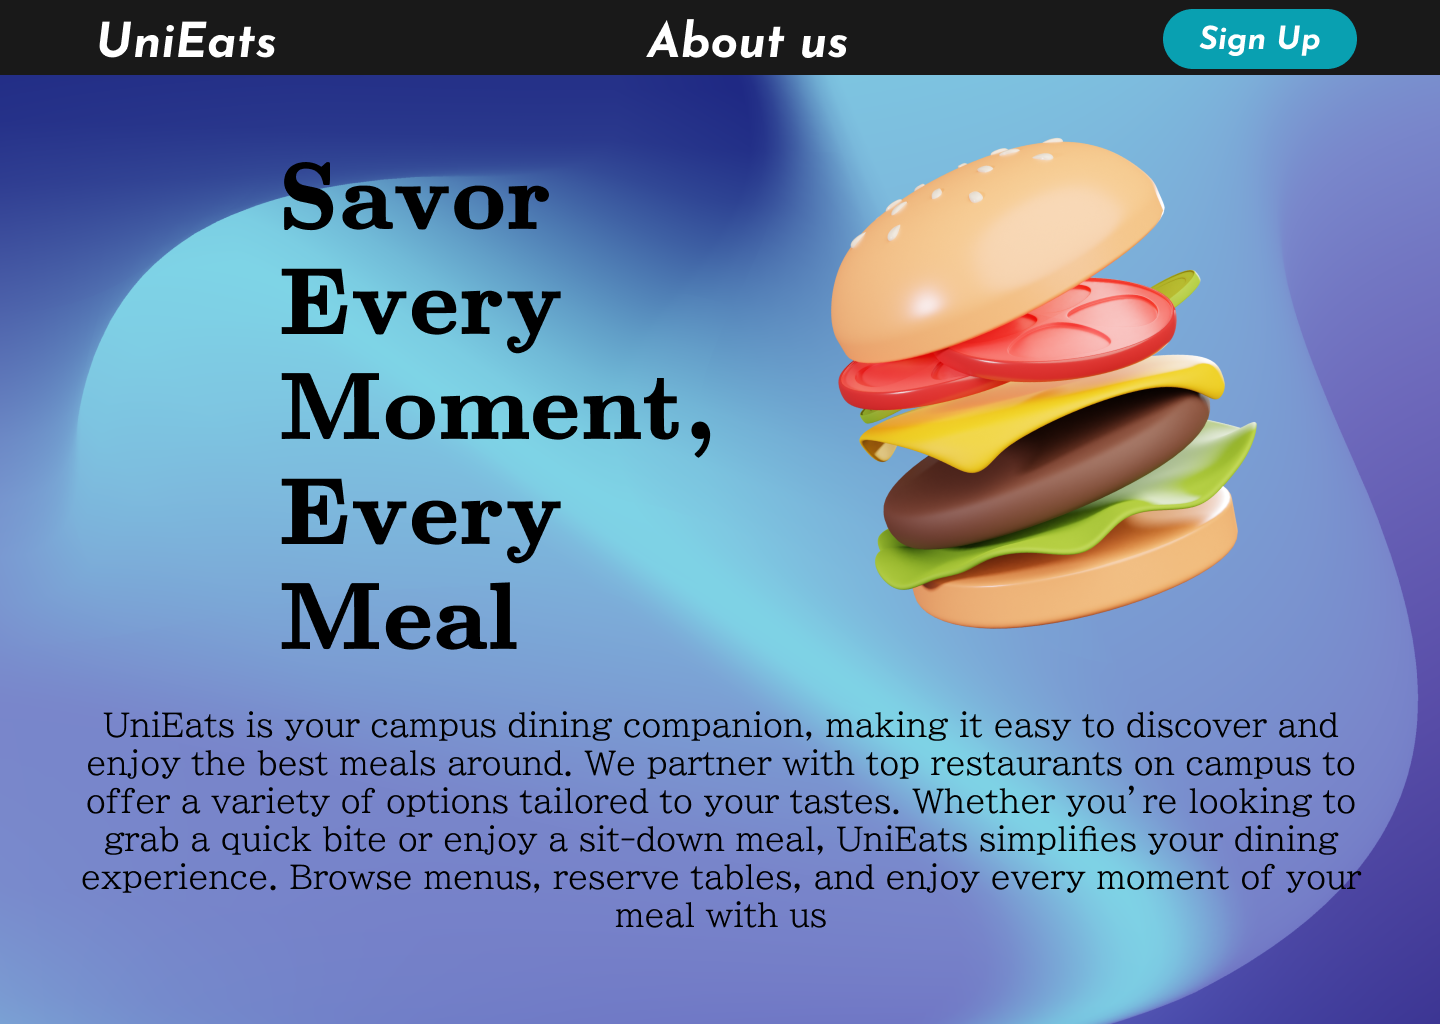 UniEats
About us
Sign Up
Savor
Every
Moment,
Every
Meal
UniEats is your campus dining companion, making it easy to discover and
enjoy the best meals around. We partner with top restaurants on campus to
offer a variety of options tailored to your tastes. Whether you’re looking to
grab a quick bite or enjoy a sit-down meal, UniEats simplifies your dining
experience. Browse menus, reserve tables, and enjoy every moment of your
meal with us